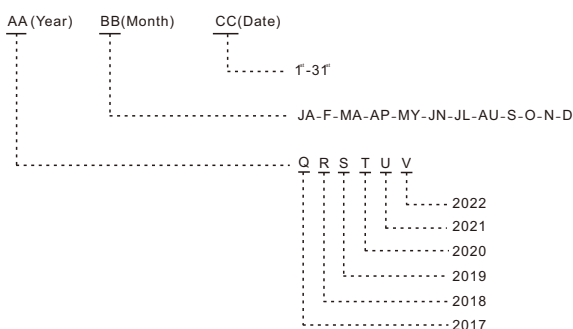 AA (Year) BB(Month) CC(Date)
1st-31st
JA-F-MA-AP-MY-JN-JL-AU-S-O-N-D
Q R S T U V
2022
2021
2020
2019
2018
2017